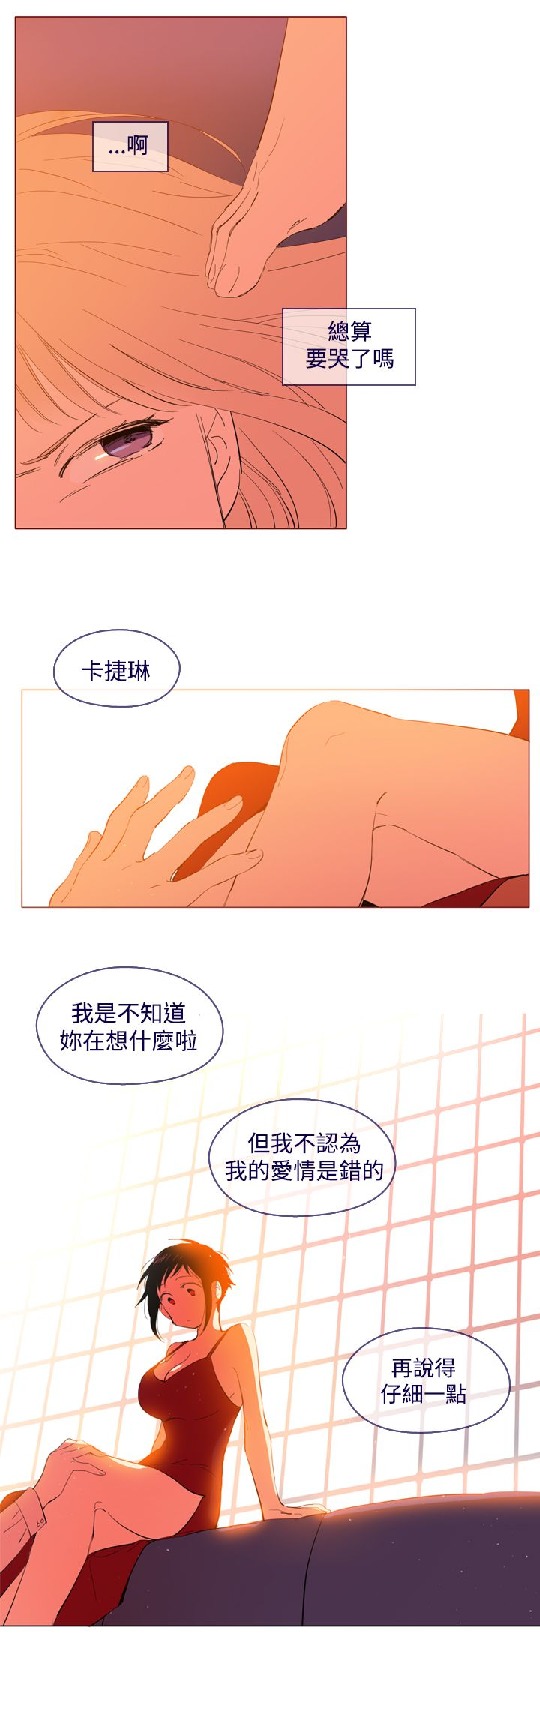 ...啊
總算
要哭了嗎
卡捷琳
我是不知道
妳在想什麼啦
但我不認為
我的愛情是錯的
再說得
仔細一點